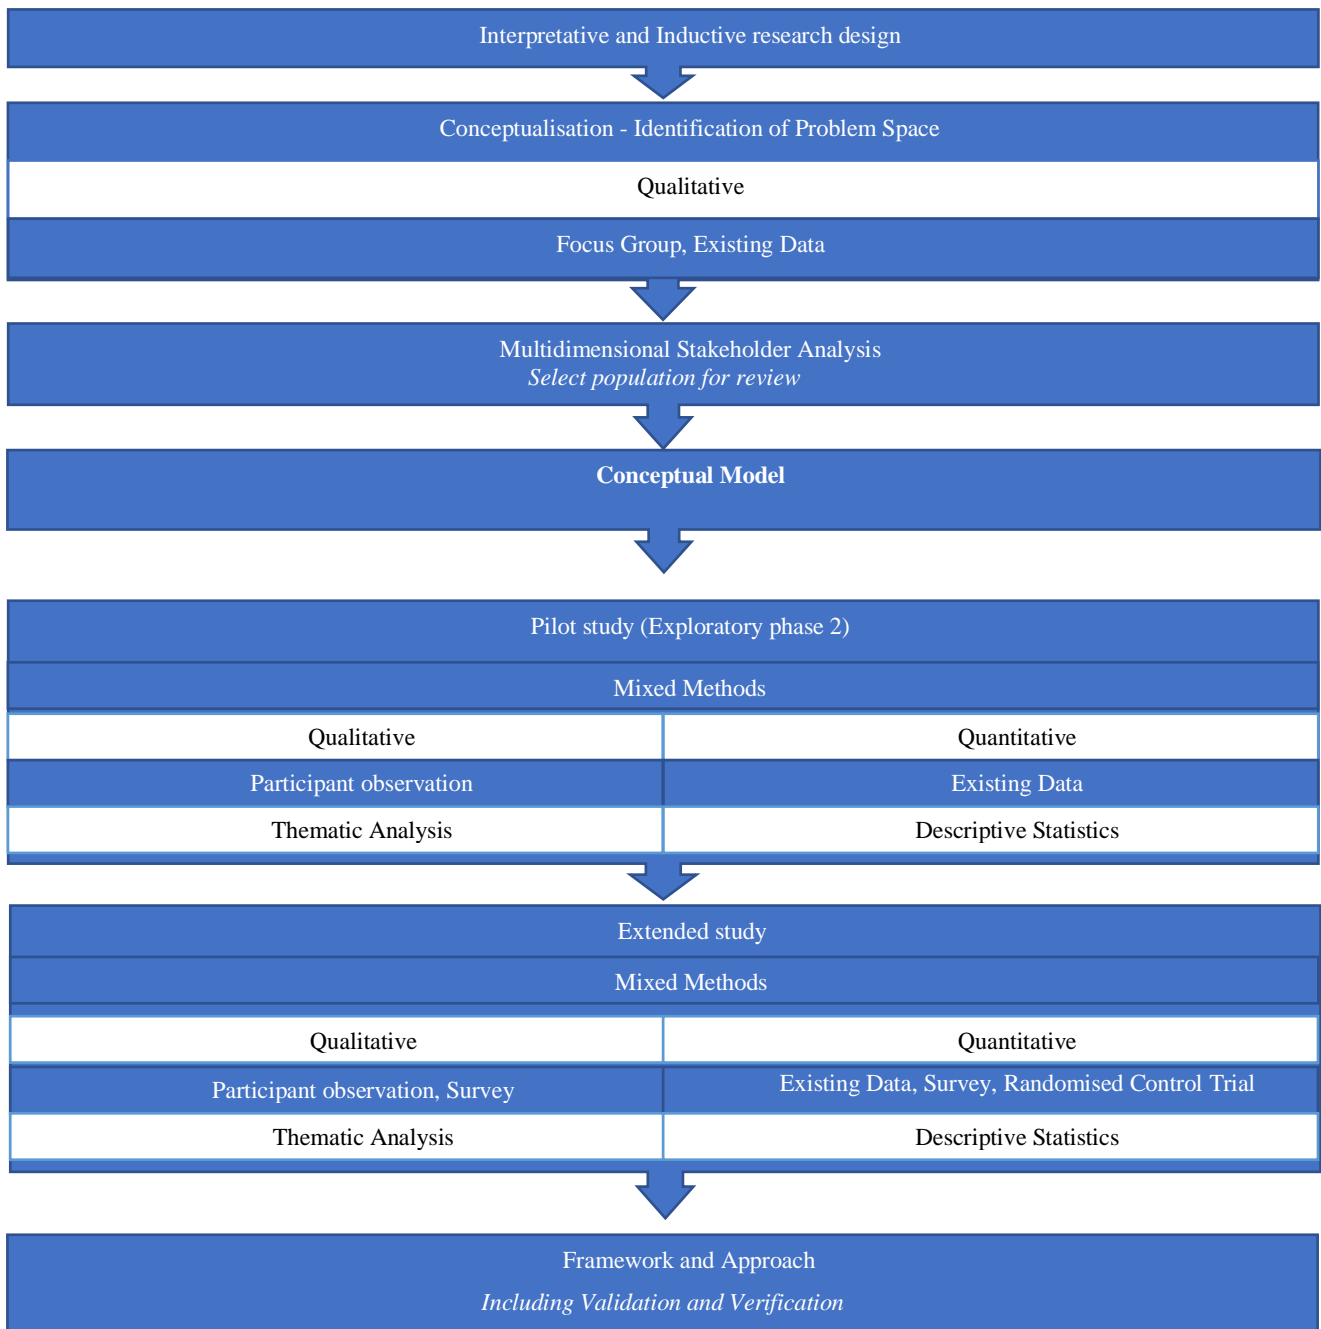 Interpretative and Inductive research design
Conceptualisation - Identification of Problem Space
Qualitative
Focus Group, Existing Data
Multidimensional Stakeholder Analysis
Select population for review
Conceptual Model
Pilot study (Exploratory phase 2)
Mixed Methods
Qualitative
Quantitative
Participant observation
Existing Data
Thematic Analysis
Descriptive Statistics
Extended study
Mixed Methods
Qualitative
Quantitative
Participant observation, Survey
Existing Data, Survey, Randomised Control Trial
Thematic Analysis
Descriptive Statistics
Framework and Approach
Including Validation and Verification